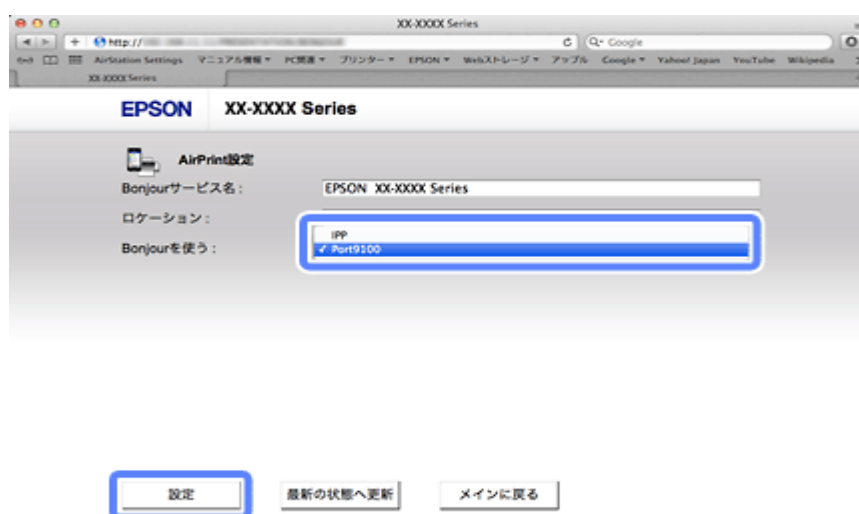 XX-XXXX Series
http://
Google
AirStation Settings マニュアル情報 PC関連 プリンター EPSON Webストレージ アップル Google Yahoo! Japan YouTube Wikipedia
XX-XXXX Series
EPSON XX-XXXX Series
AirPrint設定
Bonjourサービス名 : EPSON XX-XXXX Series
ロケーション :
IPP
Bonjourを使う : ✓ Port9100
設定 最新の状態へ更新 メインに戻る